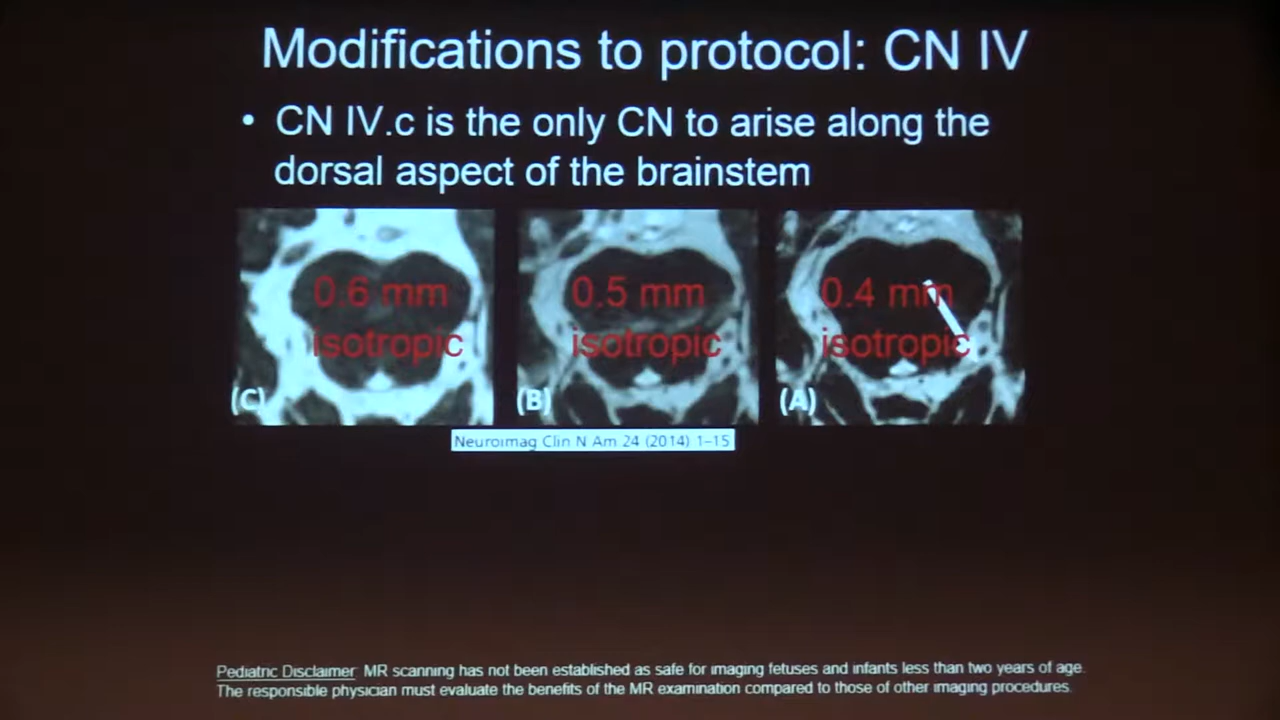 Modifications to protocol: CN IV
• CN IV.c is the only CN to arise along the
dorsal aspect of the brainstem
0.6 mm
isotropic
(C)
0.5 mm
isotropic
(B)
0.4 mm
isotropic
(A)
Neuroimag Clin N Am 24 (2014) 1–15
Pediatric Disclaimer: MR scanning has not been established as safe for imaging fetuses and infants less than two years of age.
The responsible physician must evaluate the benefits of the MR examination compared to those of other imaging procedures.